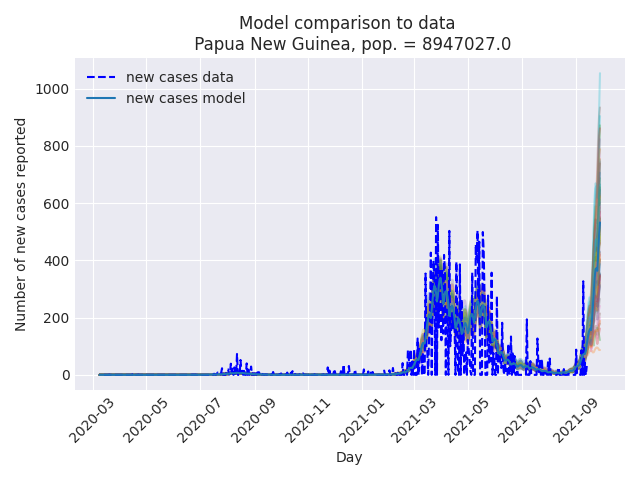 Model comparison to data
Papua New Guinea, pop. = 8947027.0
new cases data
new cases model
Number of new cases reported
1000
800
600
400
200
0
2020-03
2020-05
2020-07
2020-09
2020-11
2021-01
2021-03
2021-05
2021-07
2021-09
Day